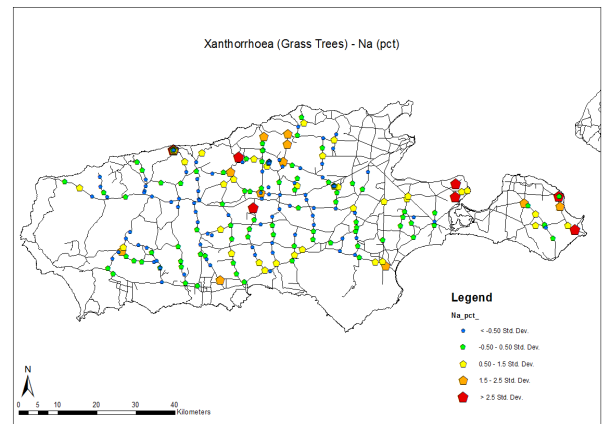 Xanthorrhoea (Grass Trees) - Na (pct)
Legend
Na_pct_
< -0.50 Std. Dev.
-0.50 - 0.50 Std. Dev.
0.50 - 1.5 Std. Dev.
1.5 - 2.5 Std. Dev.
> 2.5 Std. Dev.
N
0 5 10 20 30 40
Kilometers